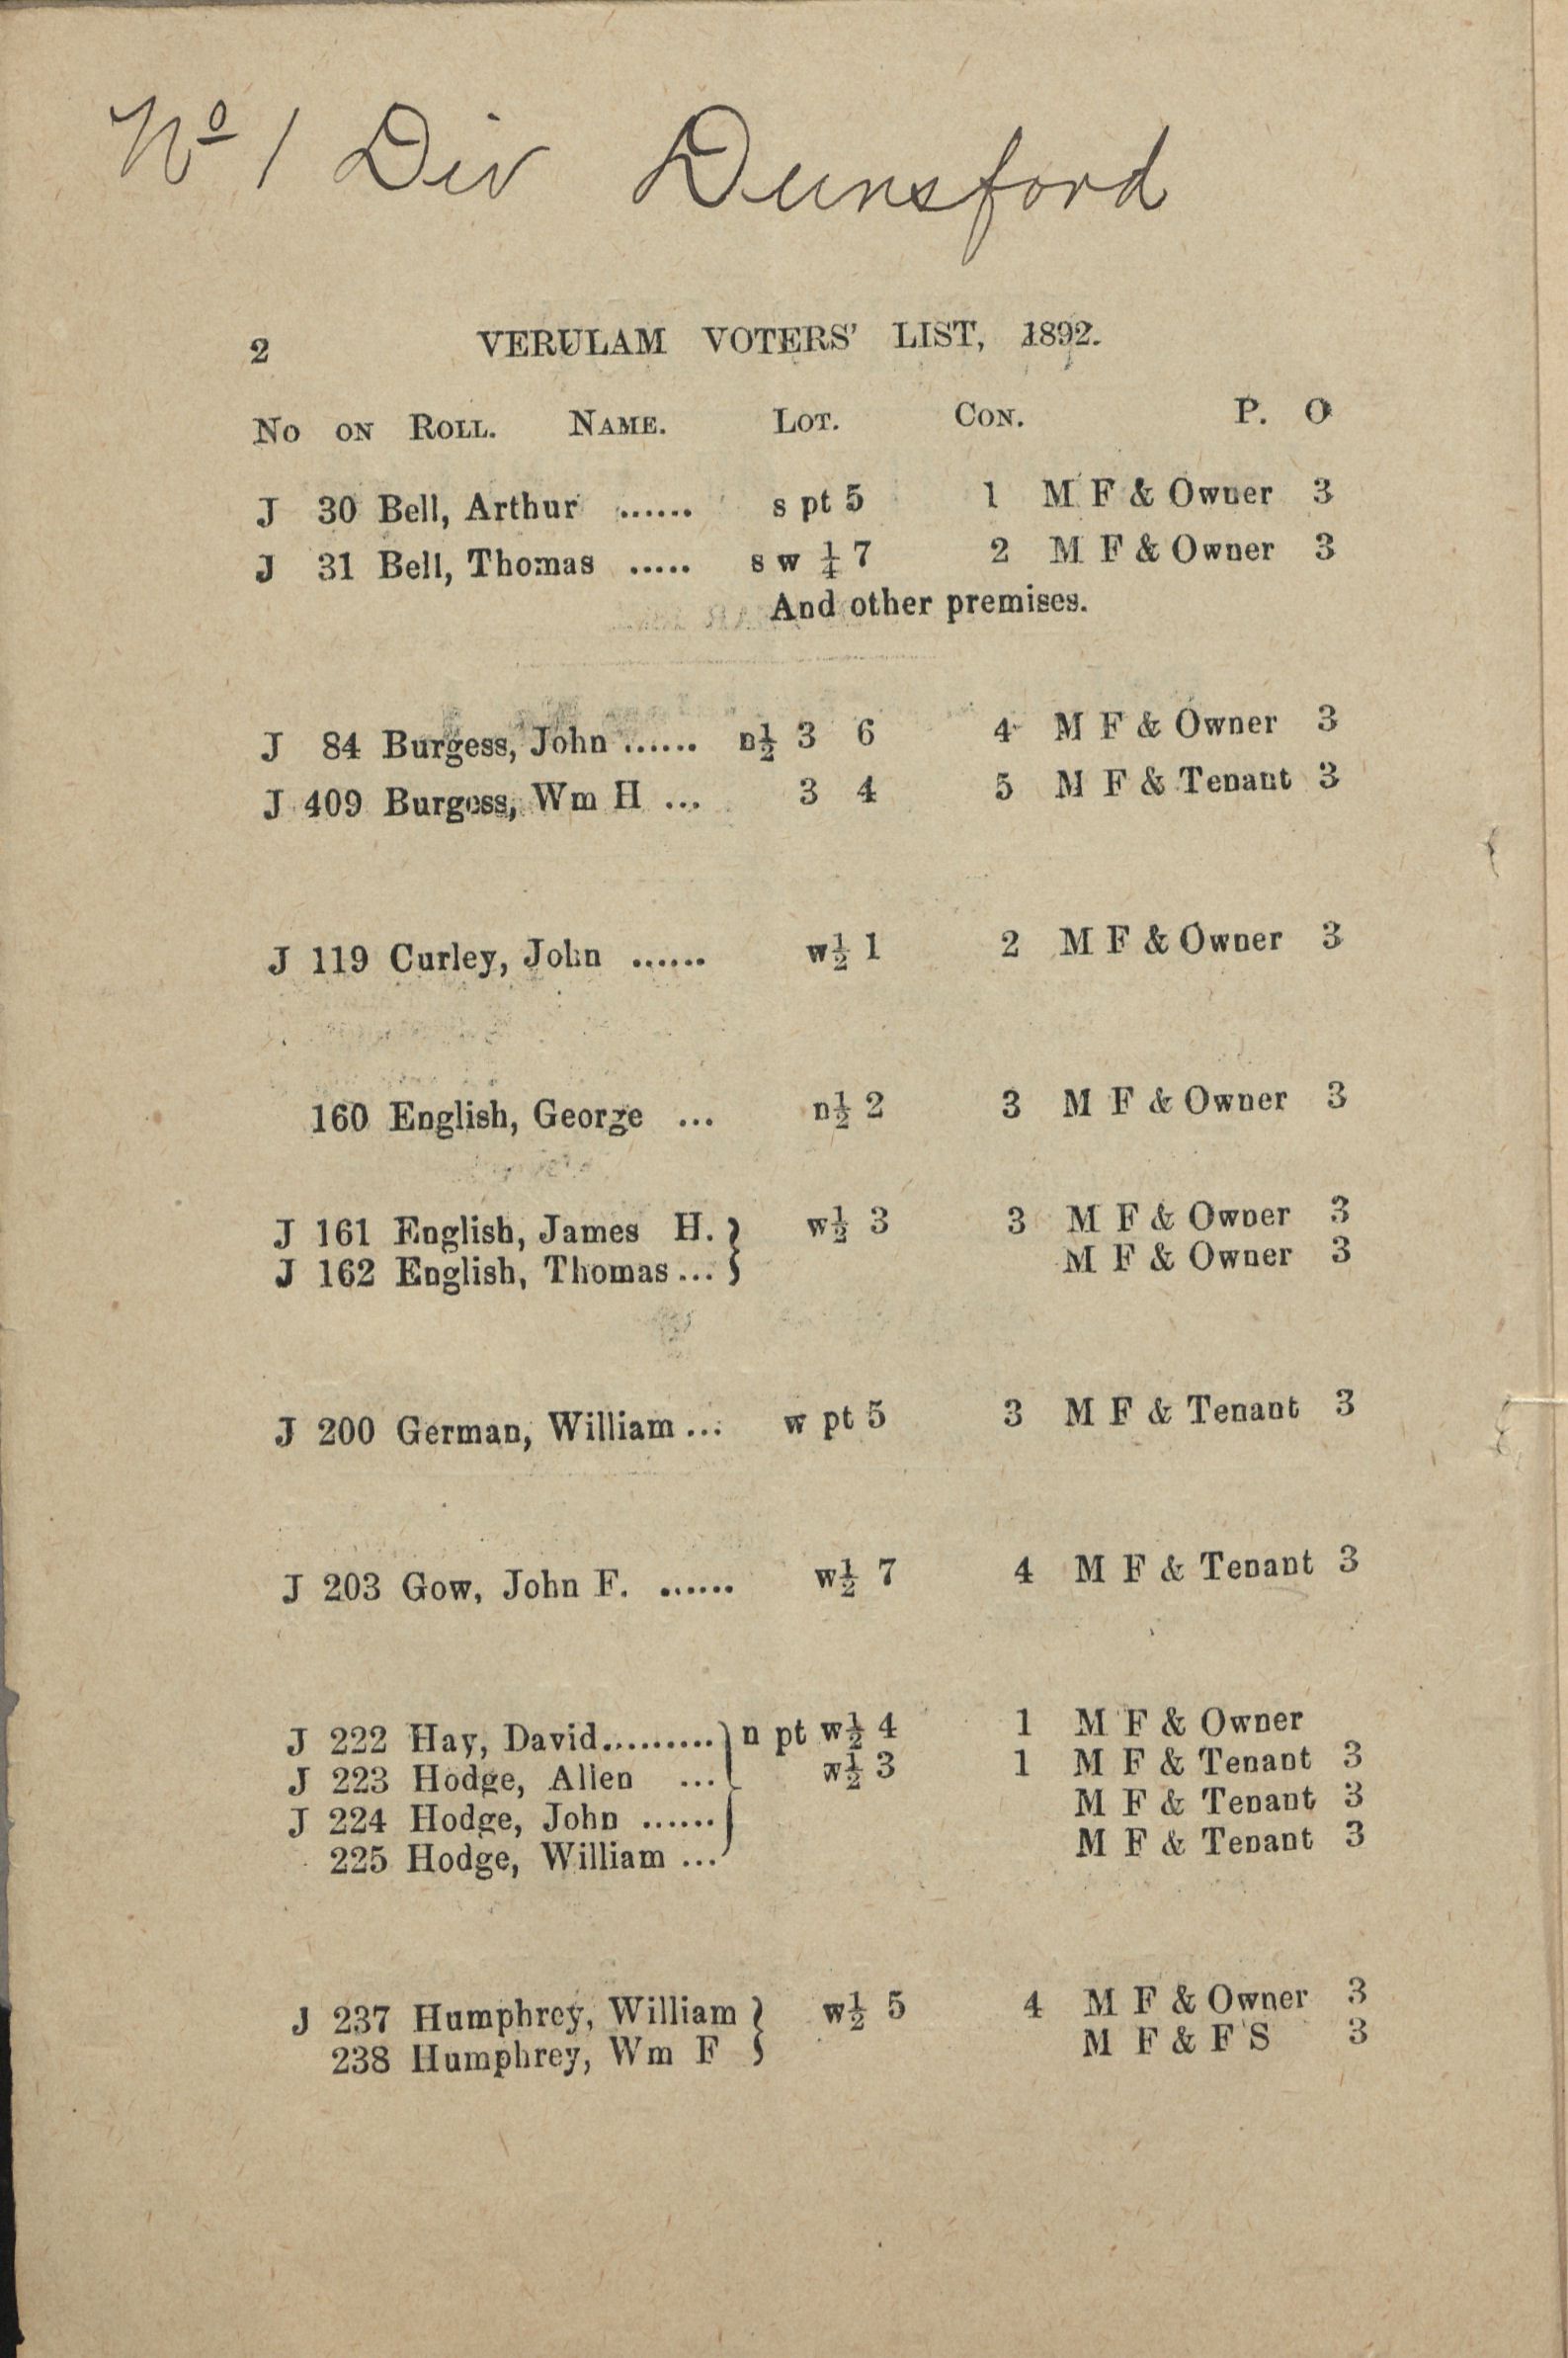 No 1 Div Dunsford
2 VERULAM VOTERS' LIST, 1892.
No on Roll. Name. Lot. Con. P. O
J 30 Bell, Arthur ...... s pt 5 1 M F & Owner 3
J 31 Bell, Thomas ..... s w ¼ 7 2 M F & Owner 3
And other premises.
J 84 Burgess, John ...... n½ 3 6 4 M F & Owner 3
J 409 Burgess, Wm H ... 3 4 5 M F & Tenant 3
J 119 Curley, John ...... w½ 1 2 M F & Owner 3
160 English, George ... n½ 2 3 M F & Owner 3
J 161 English, James H. } w½ 3 3 M F & Owner 3
J 162 English, Thomas ... } M F & Owner 3
J 200 German, William ... w pt 5 3 M F & Tenant 3
J 203 Gow, John F. ...... w½ 7 4 M F & Tenant 3
J 222 Hay, David......... } n pt w½ 4 1 M F & Owner
J 223 Hodge, Allen ... } w½ 3 1 M F & Tenant 3
J 224 Hodge, John ...... } M F & Tenant 3
225 Hodge, William ... } M F & Tenant 3
J 237 Humphrey, William } w½ 5 4 M F & Owner 3
238 Humphrey, Wm F } M F & F S 3